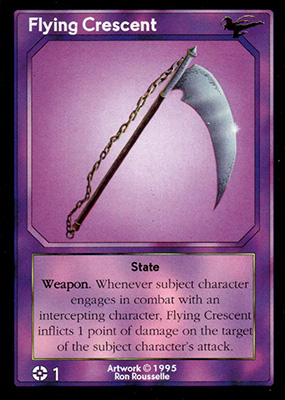 Flying Crescent
State
Weapon. Whenever subject character
engages in combat with an
intercepting character, Flying Crescent
inflicts 1 point of damage on the target
of the subject character's attack.
1
Artwork © 1995
Ron Rousselle